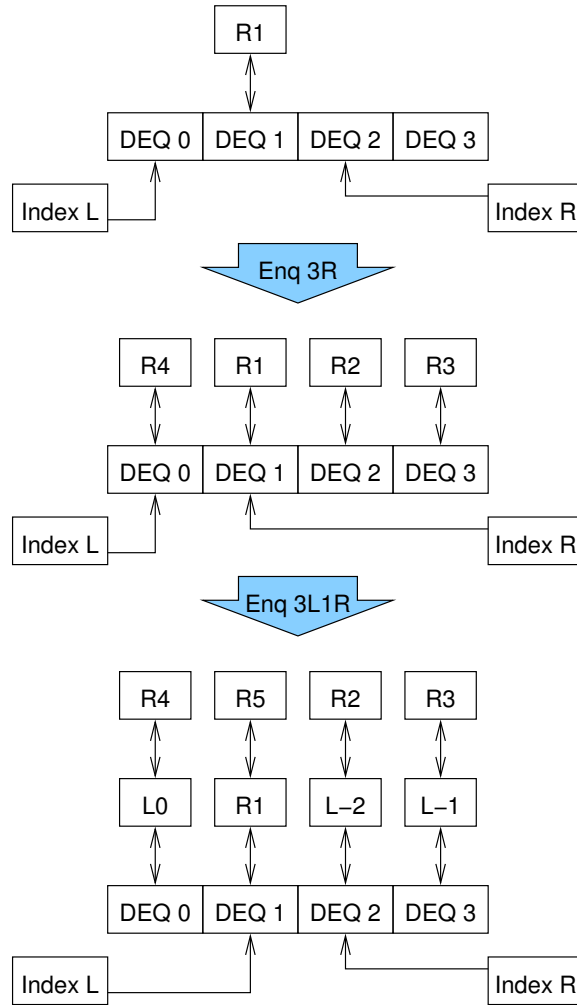 R1
DEQ 0 DEQ 1 DEQ 2 DEQ 3
Index L Index R
Enq 3R
R4 R1 R2 R3
DEQ 0 DEQ 1 DEQ 2 DEQ 3
Index L Index R
Enq 3L1R
R4 R5 R2 R3
L0 R1 L−2 L−1
DEQ 0 DEQ 1 DEQ 2 DEQ 3
Index L Index R